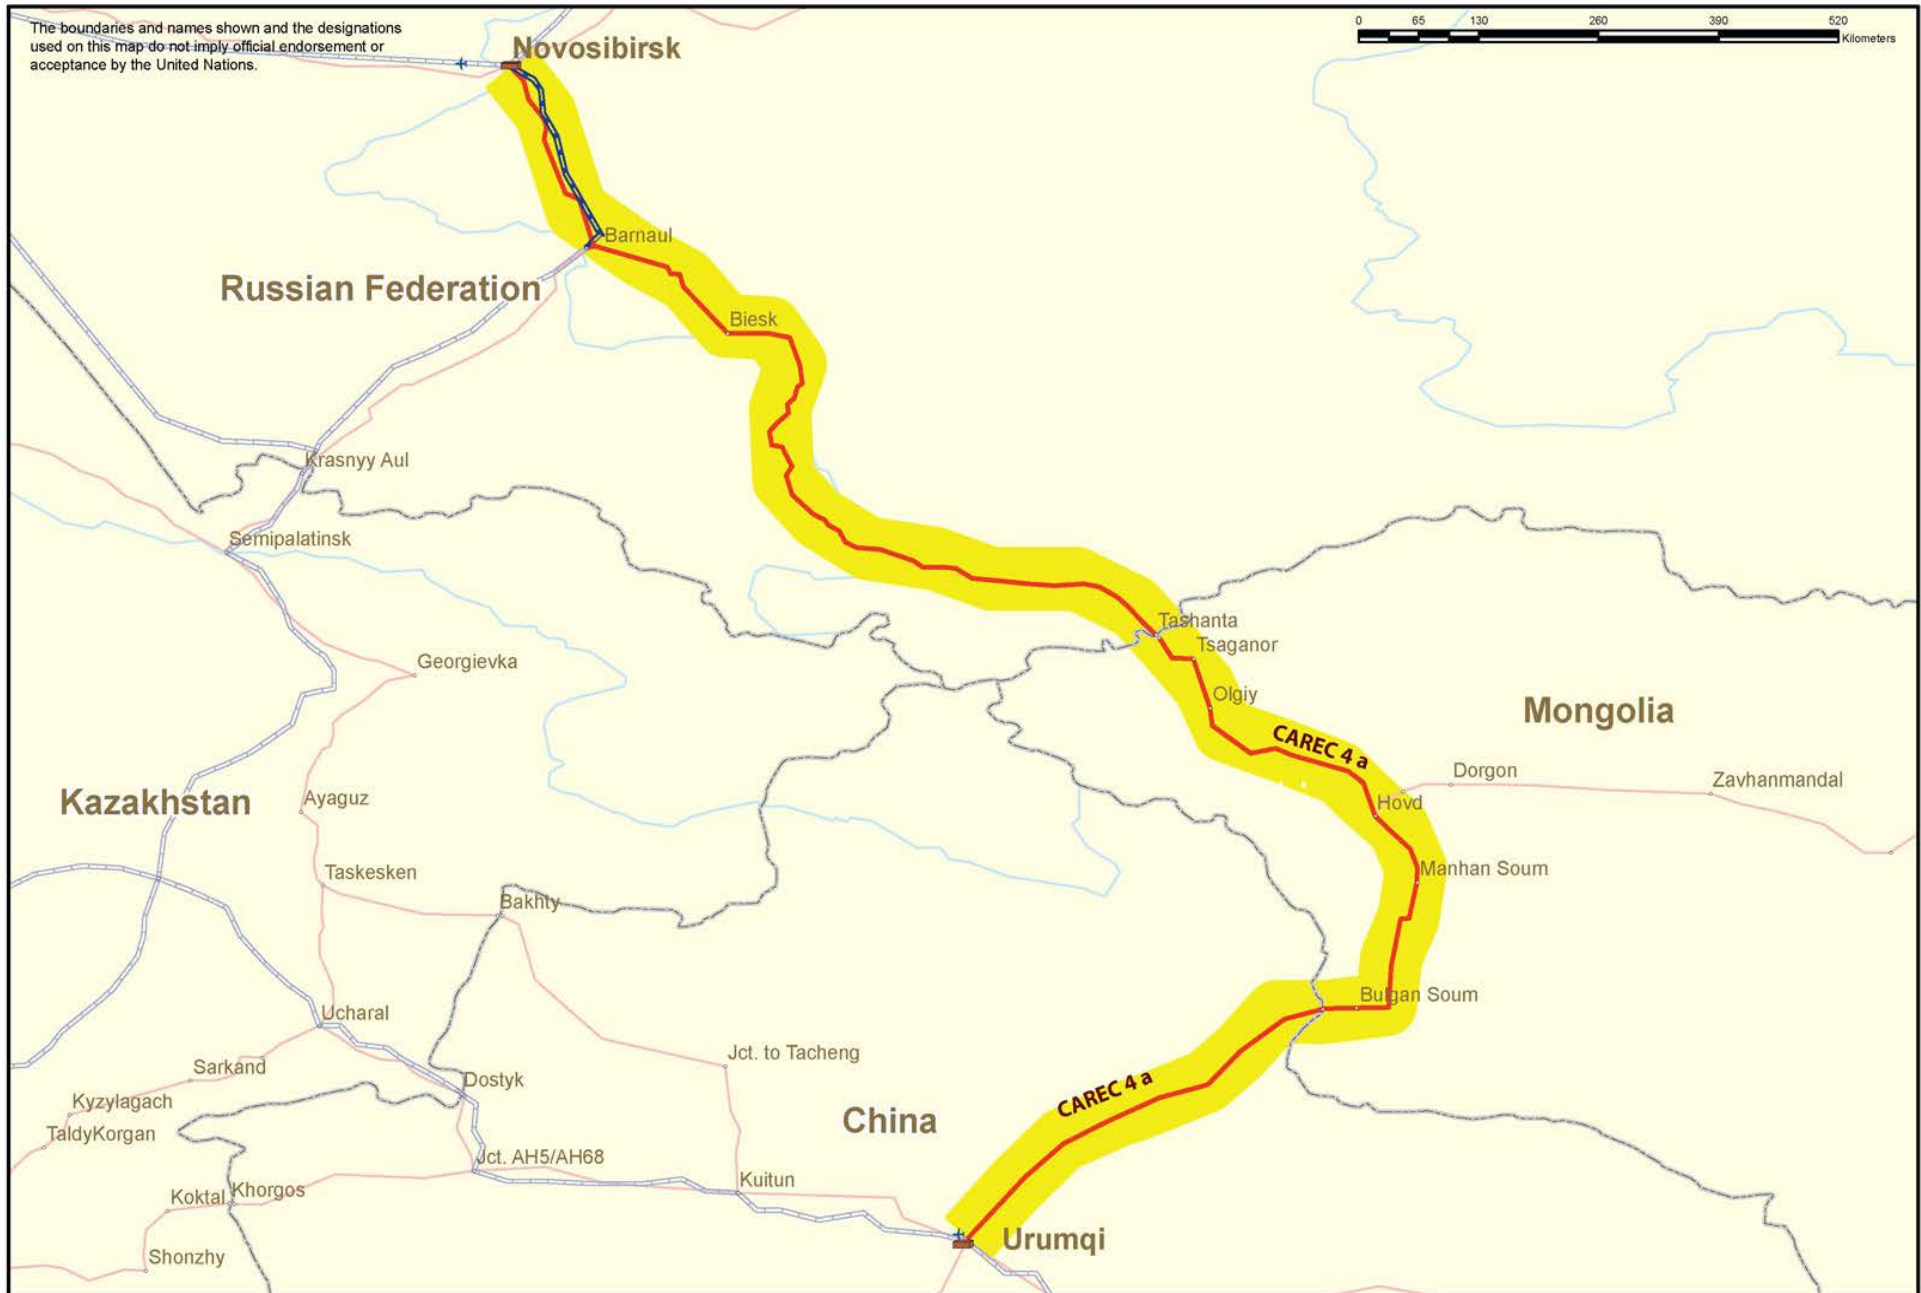 The boundaries and names shown and the designations
used on this map do not imply official endorsement or
acceptance by the United Nations.
0 65 130 260 390 520
Kilometers
Novosibirsk
Barnaul
Russian Federation
Biesk
Krasnyy Aul
Semipalatinsk
Tashanta
Tsaganor
Georgievka
Olgiy
Mongolia
CAREC 4 a
Dorgon
Zavhanmandal
Kazakhstan
Ayaguz
Hovd
Taskesken
Manhan Soum
Bakhty
Bulgan Soum
Ucharal
Jct. to Tacheng
Sarkand
Dostyk
CAREC 4 a
Kyzylagach
China
TaldyKorgan
Jct. AH5/AH68
Kuitun
Koktal
Khorgos
Urumqi
Shonzhy